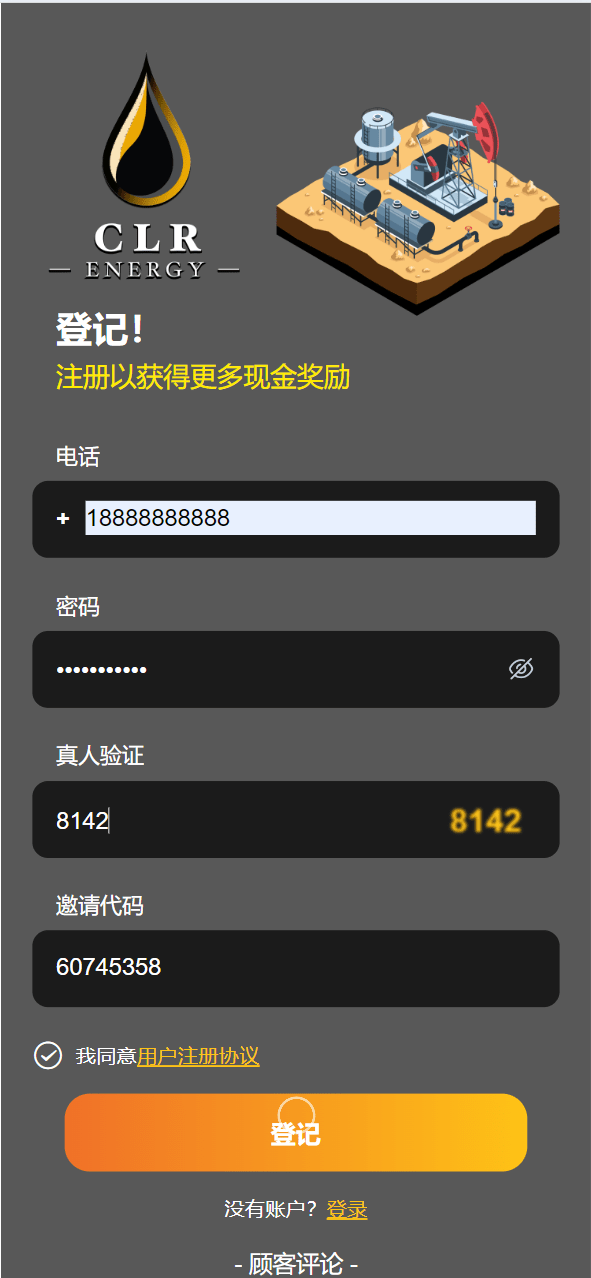 CLR
ENERGY
登记！
注册以获得更多现金奖励
电话
+ 18888888888
密码
•••••••••••
真人验证
8142 8142
邀请代码
60745358
我同意用户注册协议
登记
没有账户？登录
- 顾客评论 -